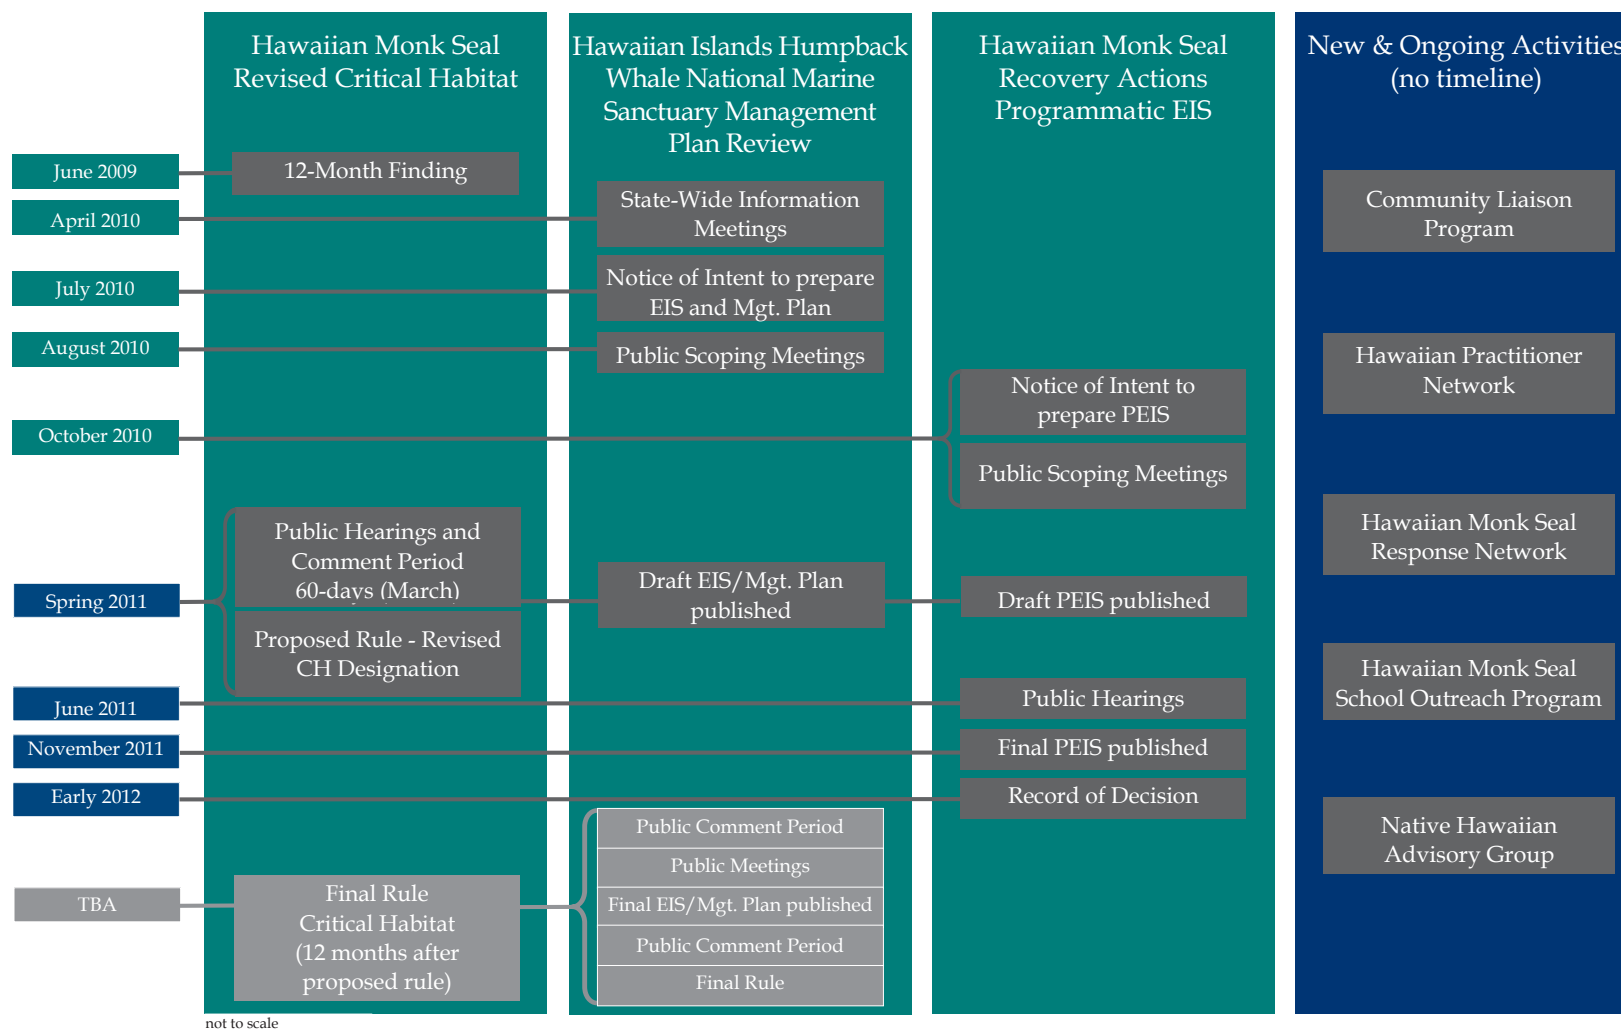 Hawaiian Monk Seal
Revised Critical Habitat
Hawaiian Islands Humpback
Whale National Marine
Sanctuary Management
Plan Review
Hawaiian Monk Seal
Recovery Actions
Programmatic EIS
New & Ongoing Activities
(no timeline)
June 2009
12-Month Finding
April 2010
State-Wide Information
Meetings
July 2010
Notice of Intent to prepare
EIS and Mgt. Plan
August 2010
Public Scoping Meetings
October 2010
Notice of Intent to
prepare PEIS
Public Scoping Meetings
Spring 2011
Public Hearings and
Comment Period
60-days (March)
Proposed Rule - Revised
CH Designation
Draft EIS/Mgt. Plan
published
Draft PEIS published
June 2011
Public Hearings
November 2011
Final PEIS published
Early 2012
Record of Decision
TBA
Final Rule
Critical Habitat
(12 months after
proposed rule)
Public Comment Period
Public Meetings
Final EIS/Mgt. Plan published
Public Comment Period
Final Rule
Community Liaison
Program
Hawaiian Practitioner
Network
Hawaiian Monk Seal
Response Network
Hawaiian Monk Seal
School Outreach Program
Native Hawaiian
Advisory Group
not to scale